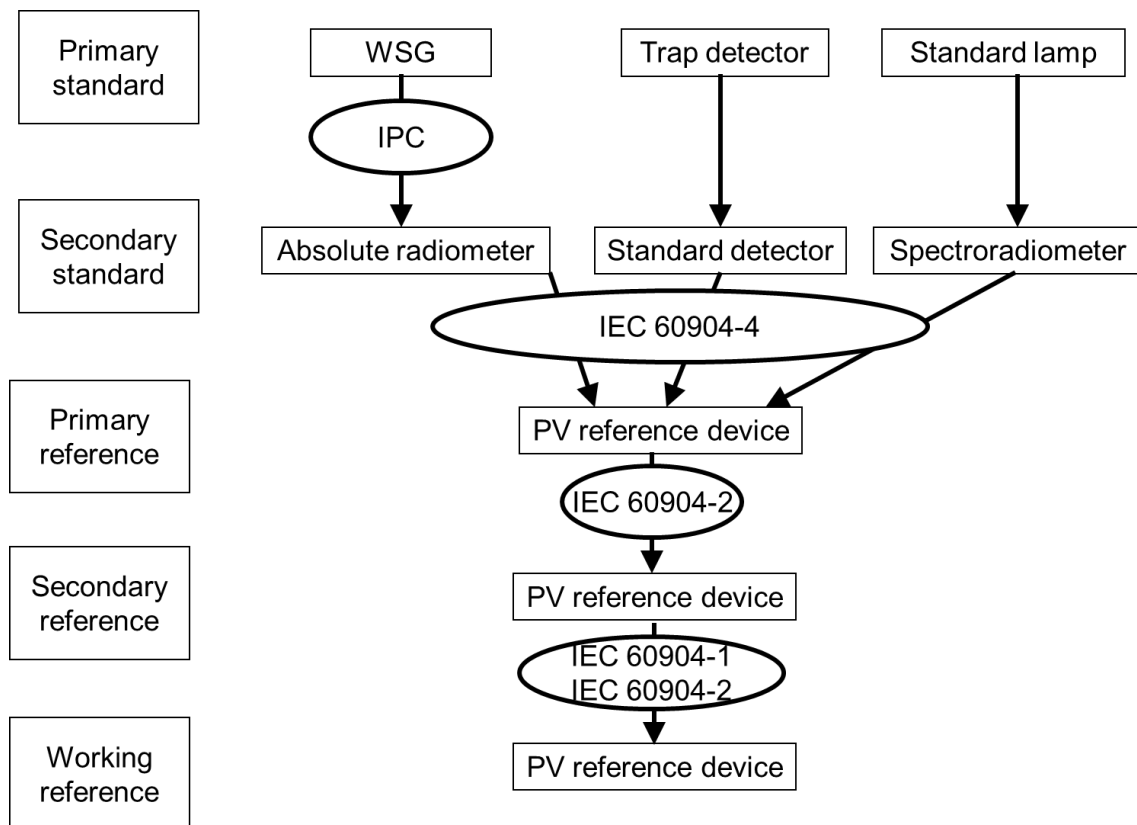 Primary
standard
WSG
Trap detector
Standard lamp
IPC
Secondary
standard
Absolute radiometer
Standard detector
Spectroradiometer
IEC 60904-4
Primary
reference
PV reference device
IEC 60904-2
Secondary
reference
PV reference device
IEC 60904-1
IEC 60904-2
Working
reference
PV reference device